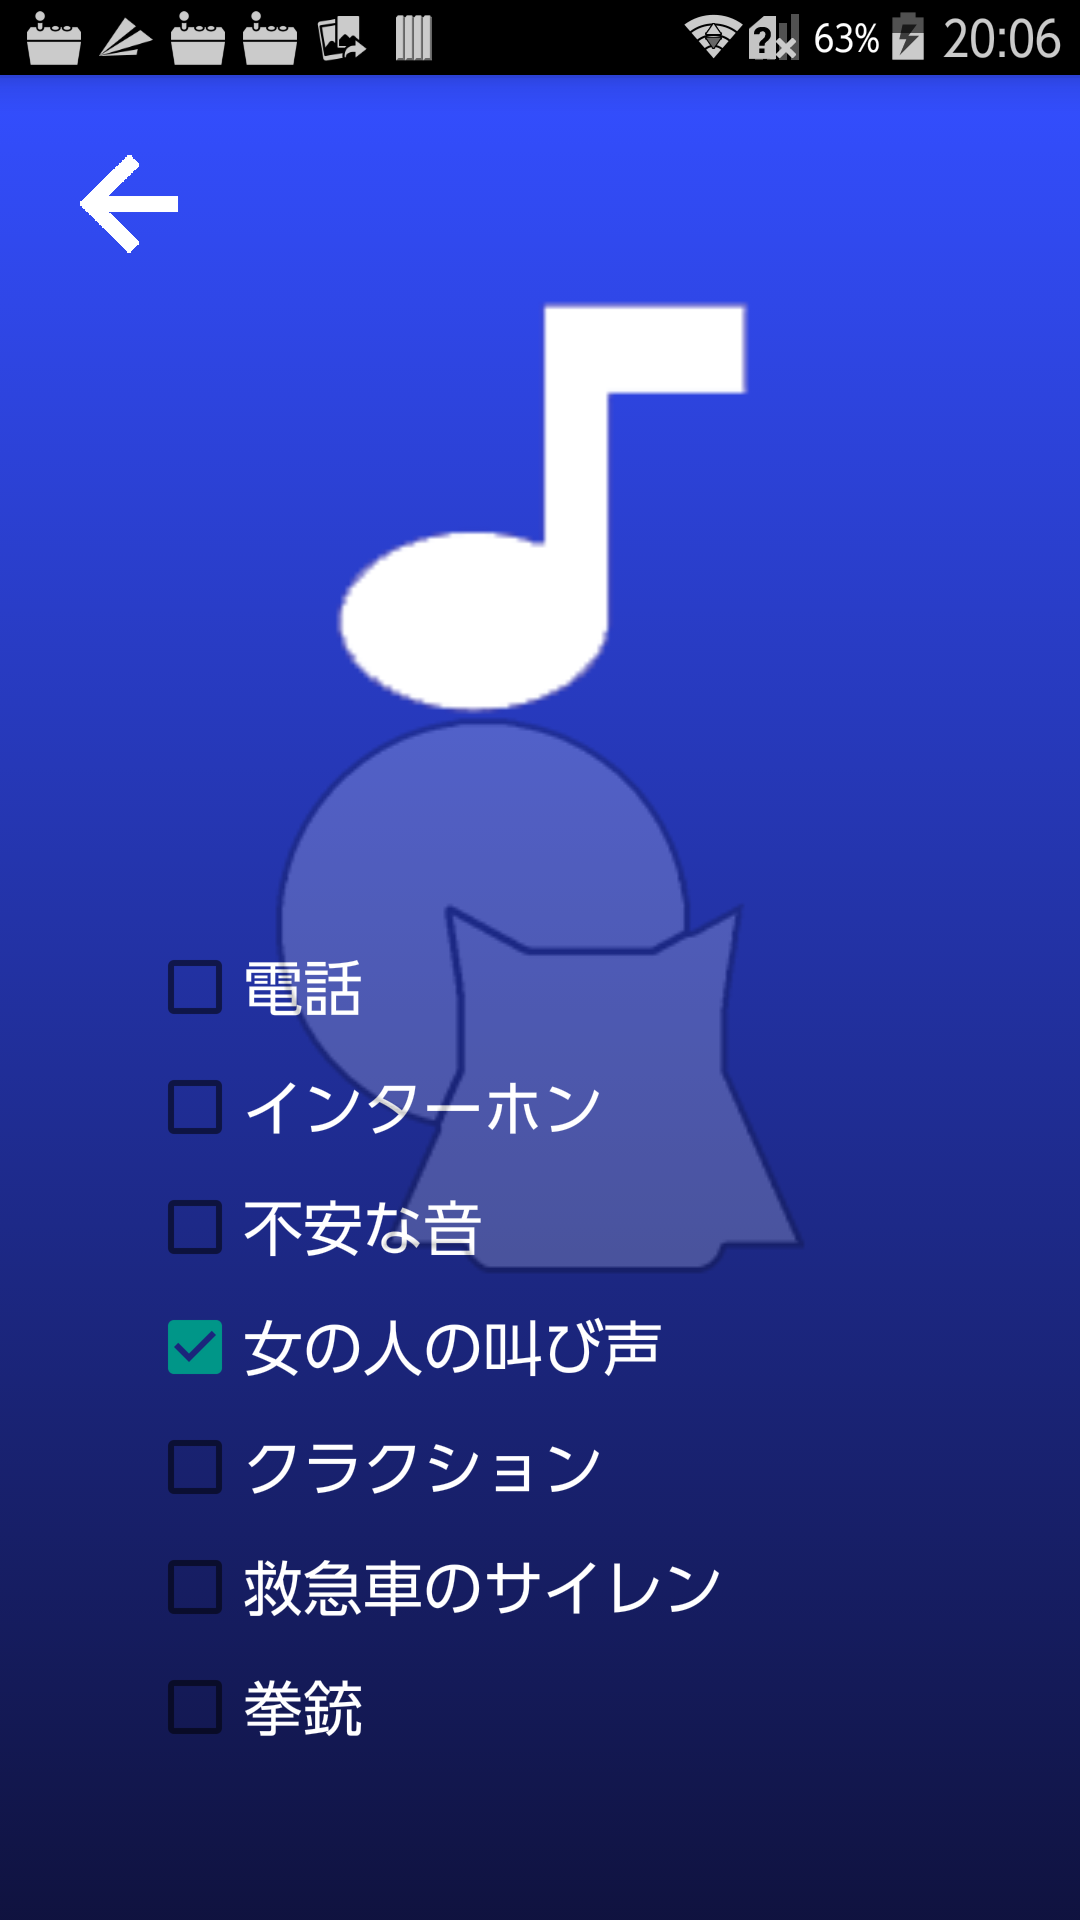 63% 20:06
電話
インターホン
不安な音
女の人の叫び声
クラクション
救急車のサイレン
拳銃